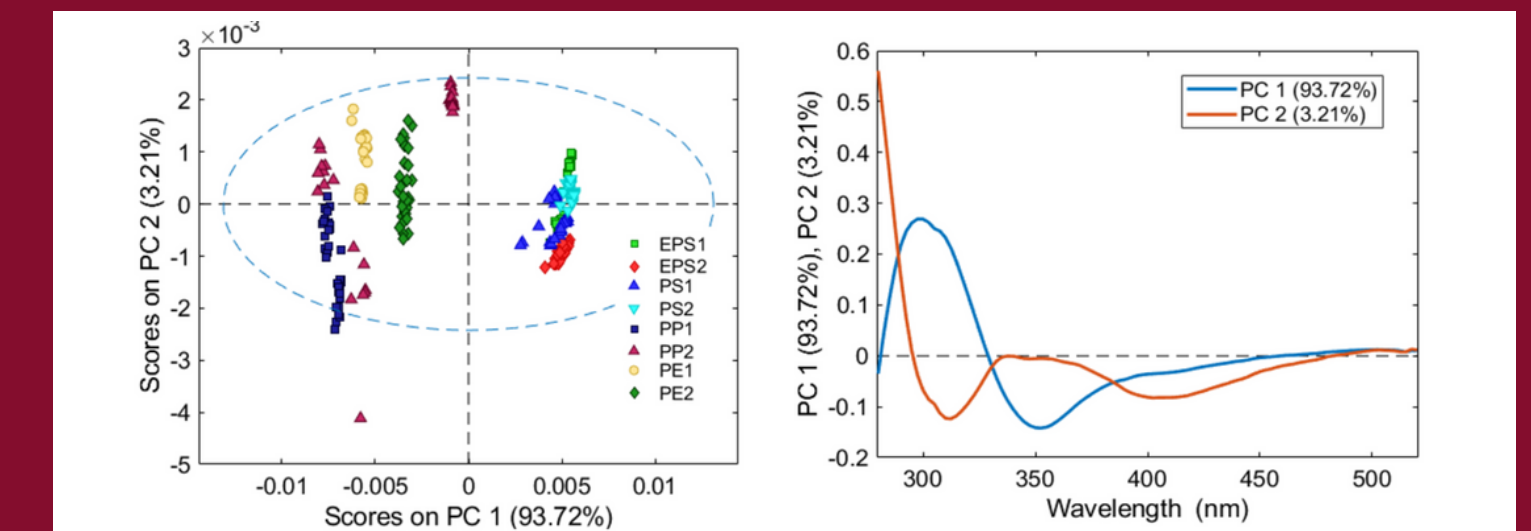 ×10⁻³
3
2
1
0
-1
-2
-3
-4
-5
Scores on PC 2 (3.21%)
-0.01 -0.005 0 0.005 0.01
Scores on PC 1 (93.72%)
EPS1
EPS2
PS1
PS2
PP1
PP2
PE1
PE2
0.6
0.5
0.4
0.3
0.2
0.1
0
-0.1
-0.2
PC 1 (93.72%), PC 2 (3.21%)
PC 1 (93.72%)
PC 2 (3.21%)
300 350 400 450 500
Wavelength (nm)